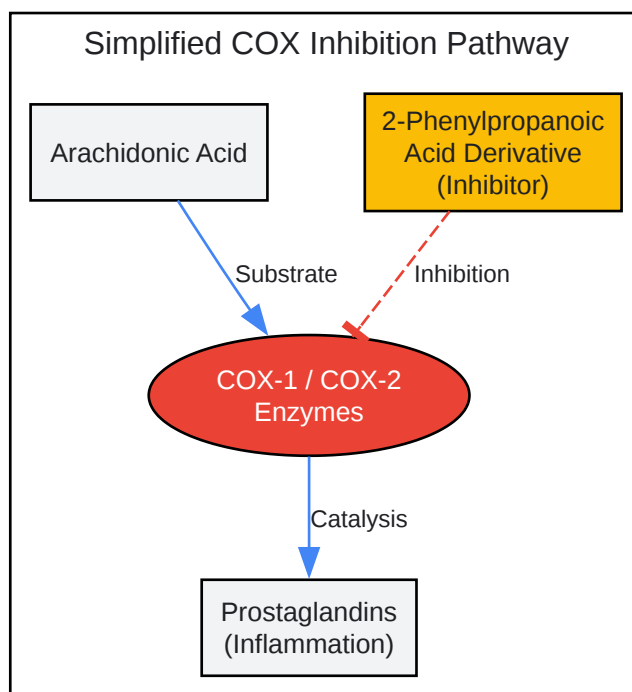 Simplified COX Inhibition Pathway
Arachidonic Acid
2-Phenylpropanoic
Acid Derivative
(Inhibitor)
Substrate
Inhibition
COX-1 / COX-2
Enzymes
Catalysis
Prostaglandins
(Inflammation)